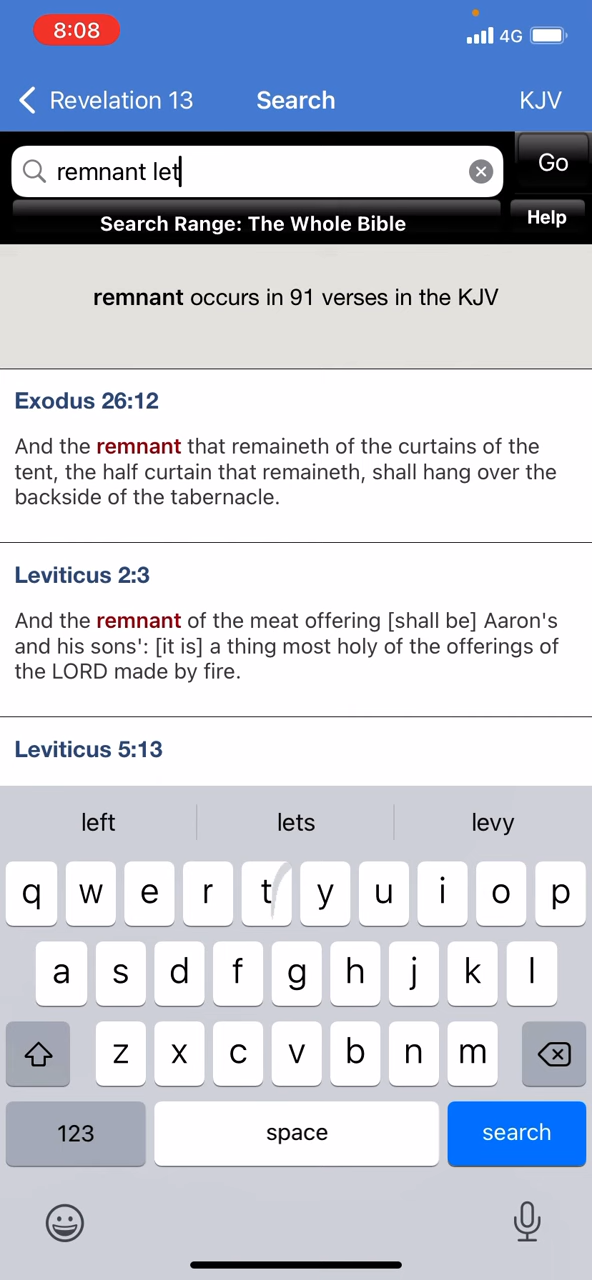 8:08
4G
Revelation 13 Search KJV
remnant let
Go
Search Range: The Whole Bible
Help
remnant occurs in 91 verses in the KJV
Exodus 26:12
And the remnant that remaineth of the curtains of the
tent, the half curtain that remaineth, shall hang over the
backside of the tabernacle.
Leviticus 2:3
And the remnant of the meat offering [shall be] Aaron's
and his sons': [it is] a thing most holy of the offerings of
the LORD made by fire.
Leviticus 5:13
left lets levy
q w e r t y u i o p
a s d f g h j k l
z x c v b n m
123 space search